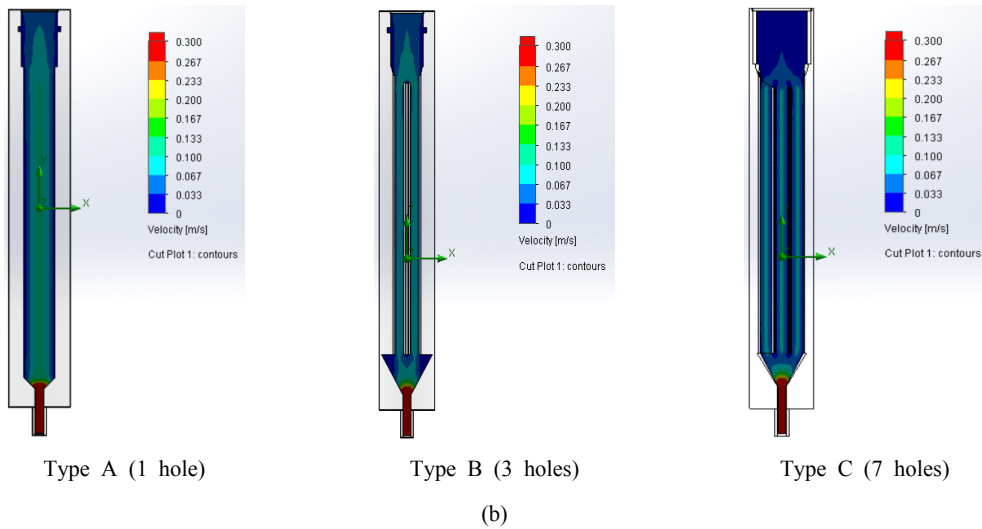 0.300
0.267
0.233
0.200
0.167
0.133
0.100
0.067
0.033
0
Velocity [m/s]
Cut Plot 1: contours
Y
X
Type A (1 hole)
0.300
0.267
0.233
0.200
0.167
0.133
0.100
0.067
0.033
0
Velocity [m/s]
Cut Plot 1: contours
X
Type B (3 holes)
0.300
0.267
0.233
0.200
0.167
0.133
0.100
0.067
0.033
0
Velocity [m/s]
Cut Plot 1: contours
X
Type C (7 holes)
(b)